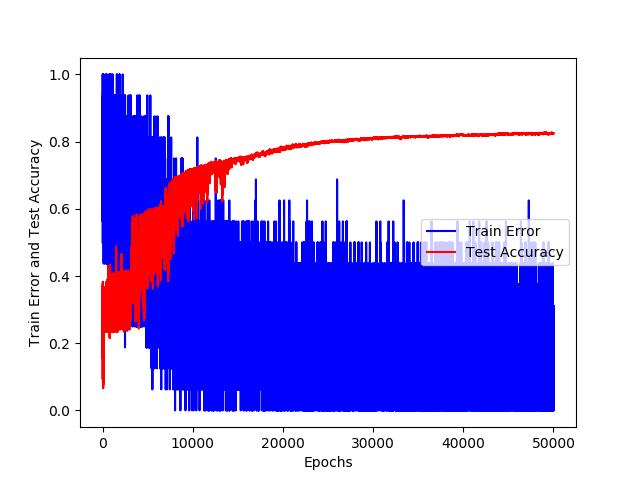 1.0
0.8
0.6
0.4
0.2
0.0
Train Error and Test Accuracy
Train Error
Test Accuracy
0 10000 20000 30000 40000 50000
Epochs